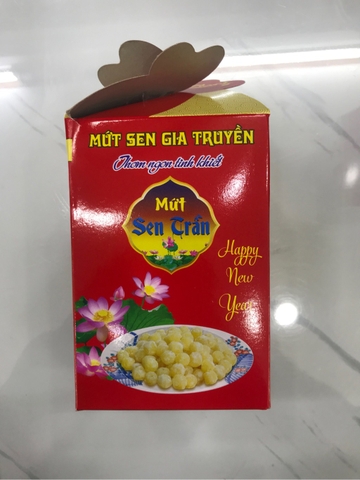 MỨT SEN GIA TRUYỀN
Thơm ngon tinh khiết
Mứt
Sen Trần
Happy
New
Year